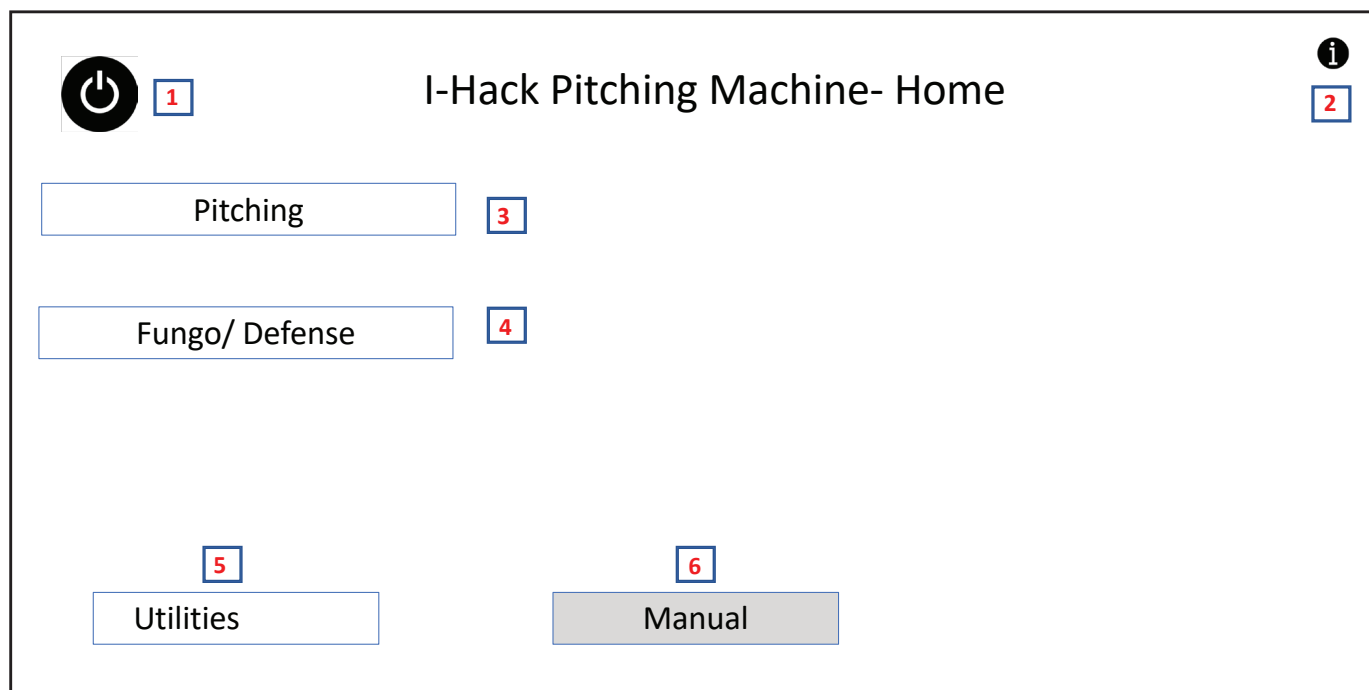 1
I-Hack Pitching Machine- Home
i
2
Pitching
3
Fungo/ Defense
4
5
6
Utilities
Manual